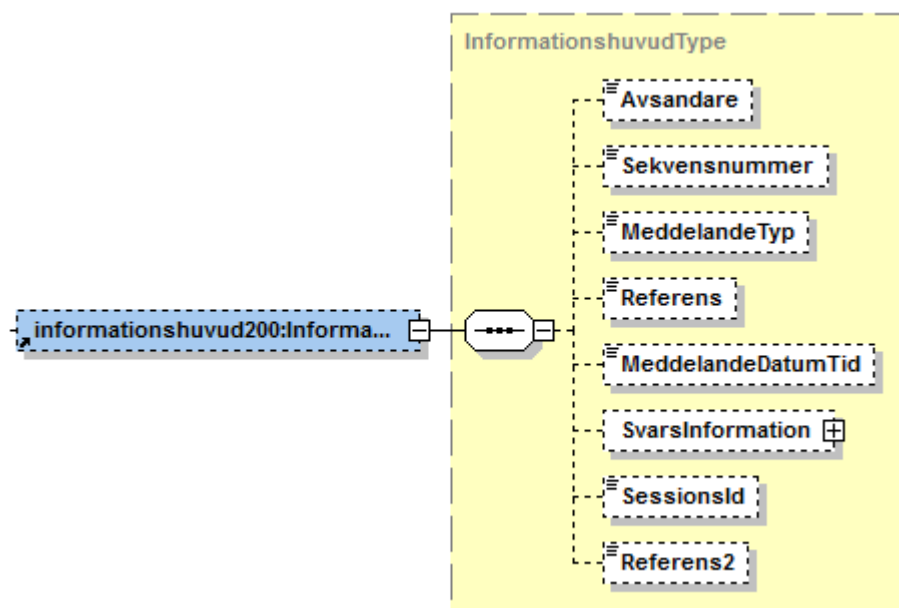 InformationshuvudType
Avsandare
Sekvensnummer
MeddelandeTyp
Referens
informationshuvud200:Informa...
MeddelandeDatumTid
SvarsInformation
SessionsId
Referens2